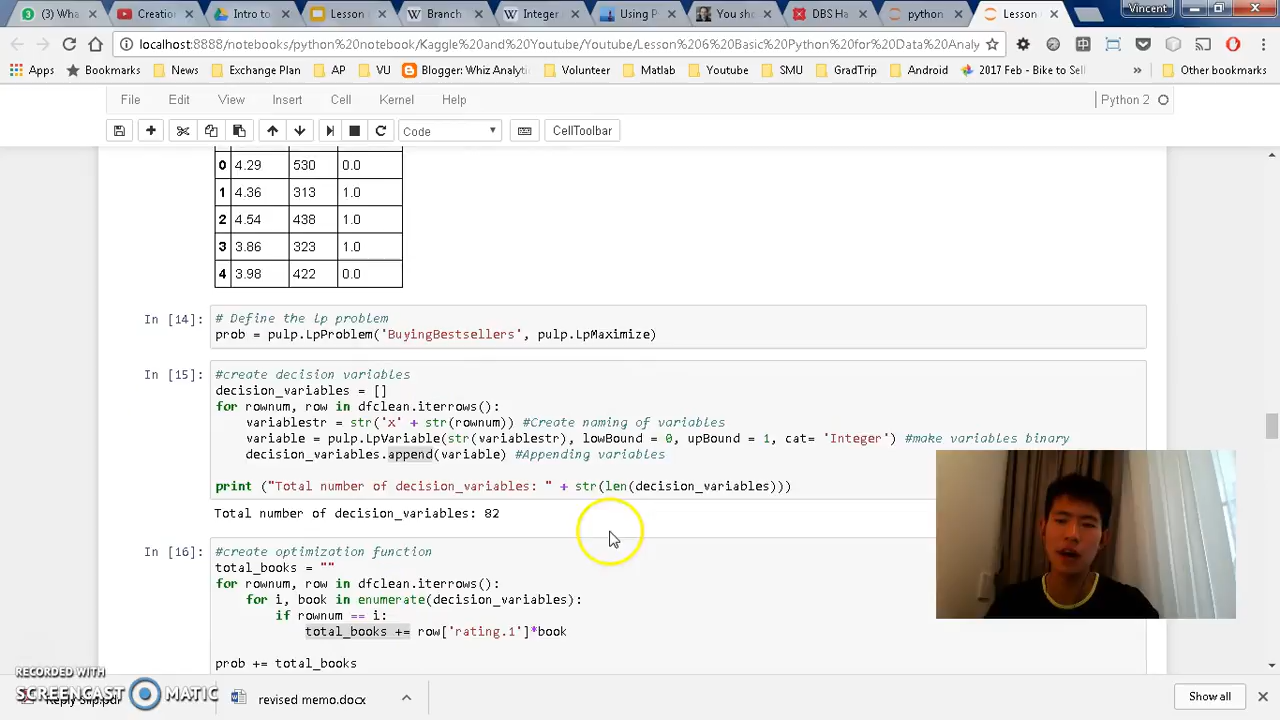 Wha
Creation
Intro to
Lesson
Brand
Integer
Using P
You sh
DBS Ha
python
Lesson
Vincent
localhost:8888/notebooks/python%20notebook/Kaggle%20and%20Youtube/Youtube/Lesson%206%20Basic%20Python%20for%20Data%20Analy
Apps
Bookmarks
News
Exchange Plan
AP
VU
Blogger: Whiz Analytic
Volunteer
Matlab
Youtube
SMU
GradTrip
Android
2017 Feb - Bike to Sel
»
Other bookmarks
File Edit View Insert Cell Kernel Help
Python 2
Code
CellToolbar
0 4.29 530 0.0
1 4.36 313 1.0
2 4.54 438 1.0
3 3.86 323 1.0
4 3.98 422 0.0
In [14]:
# Define the lp problem
prob = pulp.LpProblem('BuyingBestsellers', pulp.LpMaximize)
In [15]:
#create decision variables
decision_variables = []
for rownum, row in dfclean.iterrows():
variablestr = str('x' + str(rownum)) #Create naming of variables
variable = pulp.LpVariable(str(variablestr), lowBound = 0, upBound = 1, cat= 'Integer') #make variables binary
decision_variables.append(variable) #Appending variables
print ("Total number of decision_variables: " + str(len(decision_variables)))
Total number of decision_variables: 82
In [16]:
#create optimization function
total_books = ""
for rownum, row in dfclean.iterrows():
for i, book in enumerate(decision_variables):
if rownum == i:
total_books += row['rating.1']*book
prob += total_books
RECORDED WITH
SCREENCAST MATIC
Reply Slip.pdf
revised memo.docx
Show all